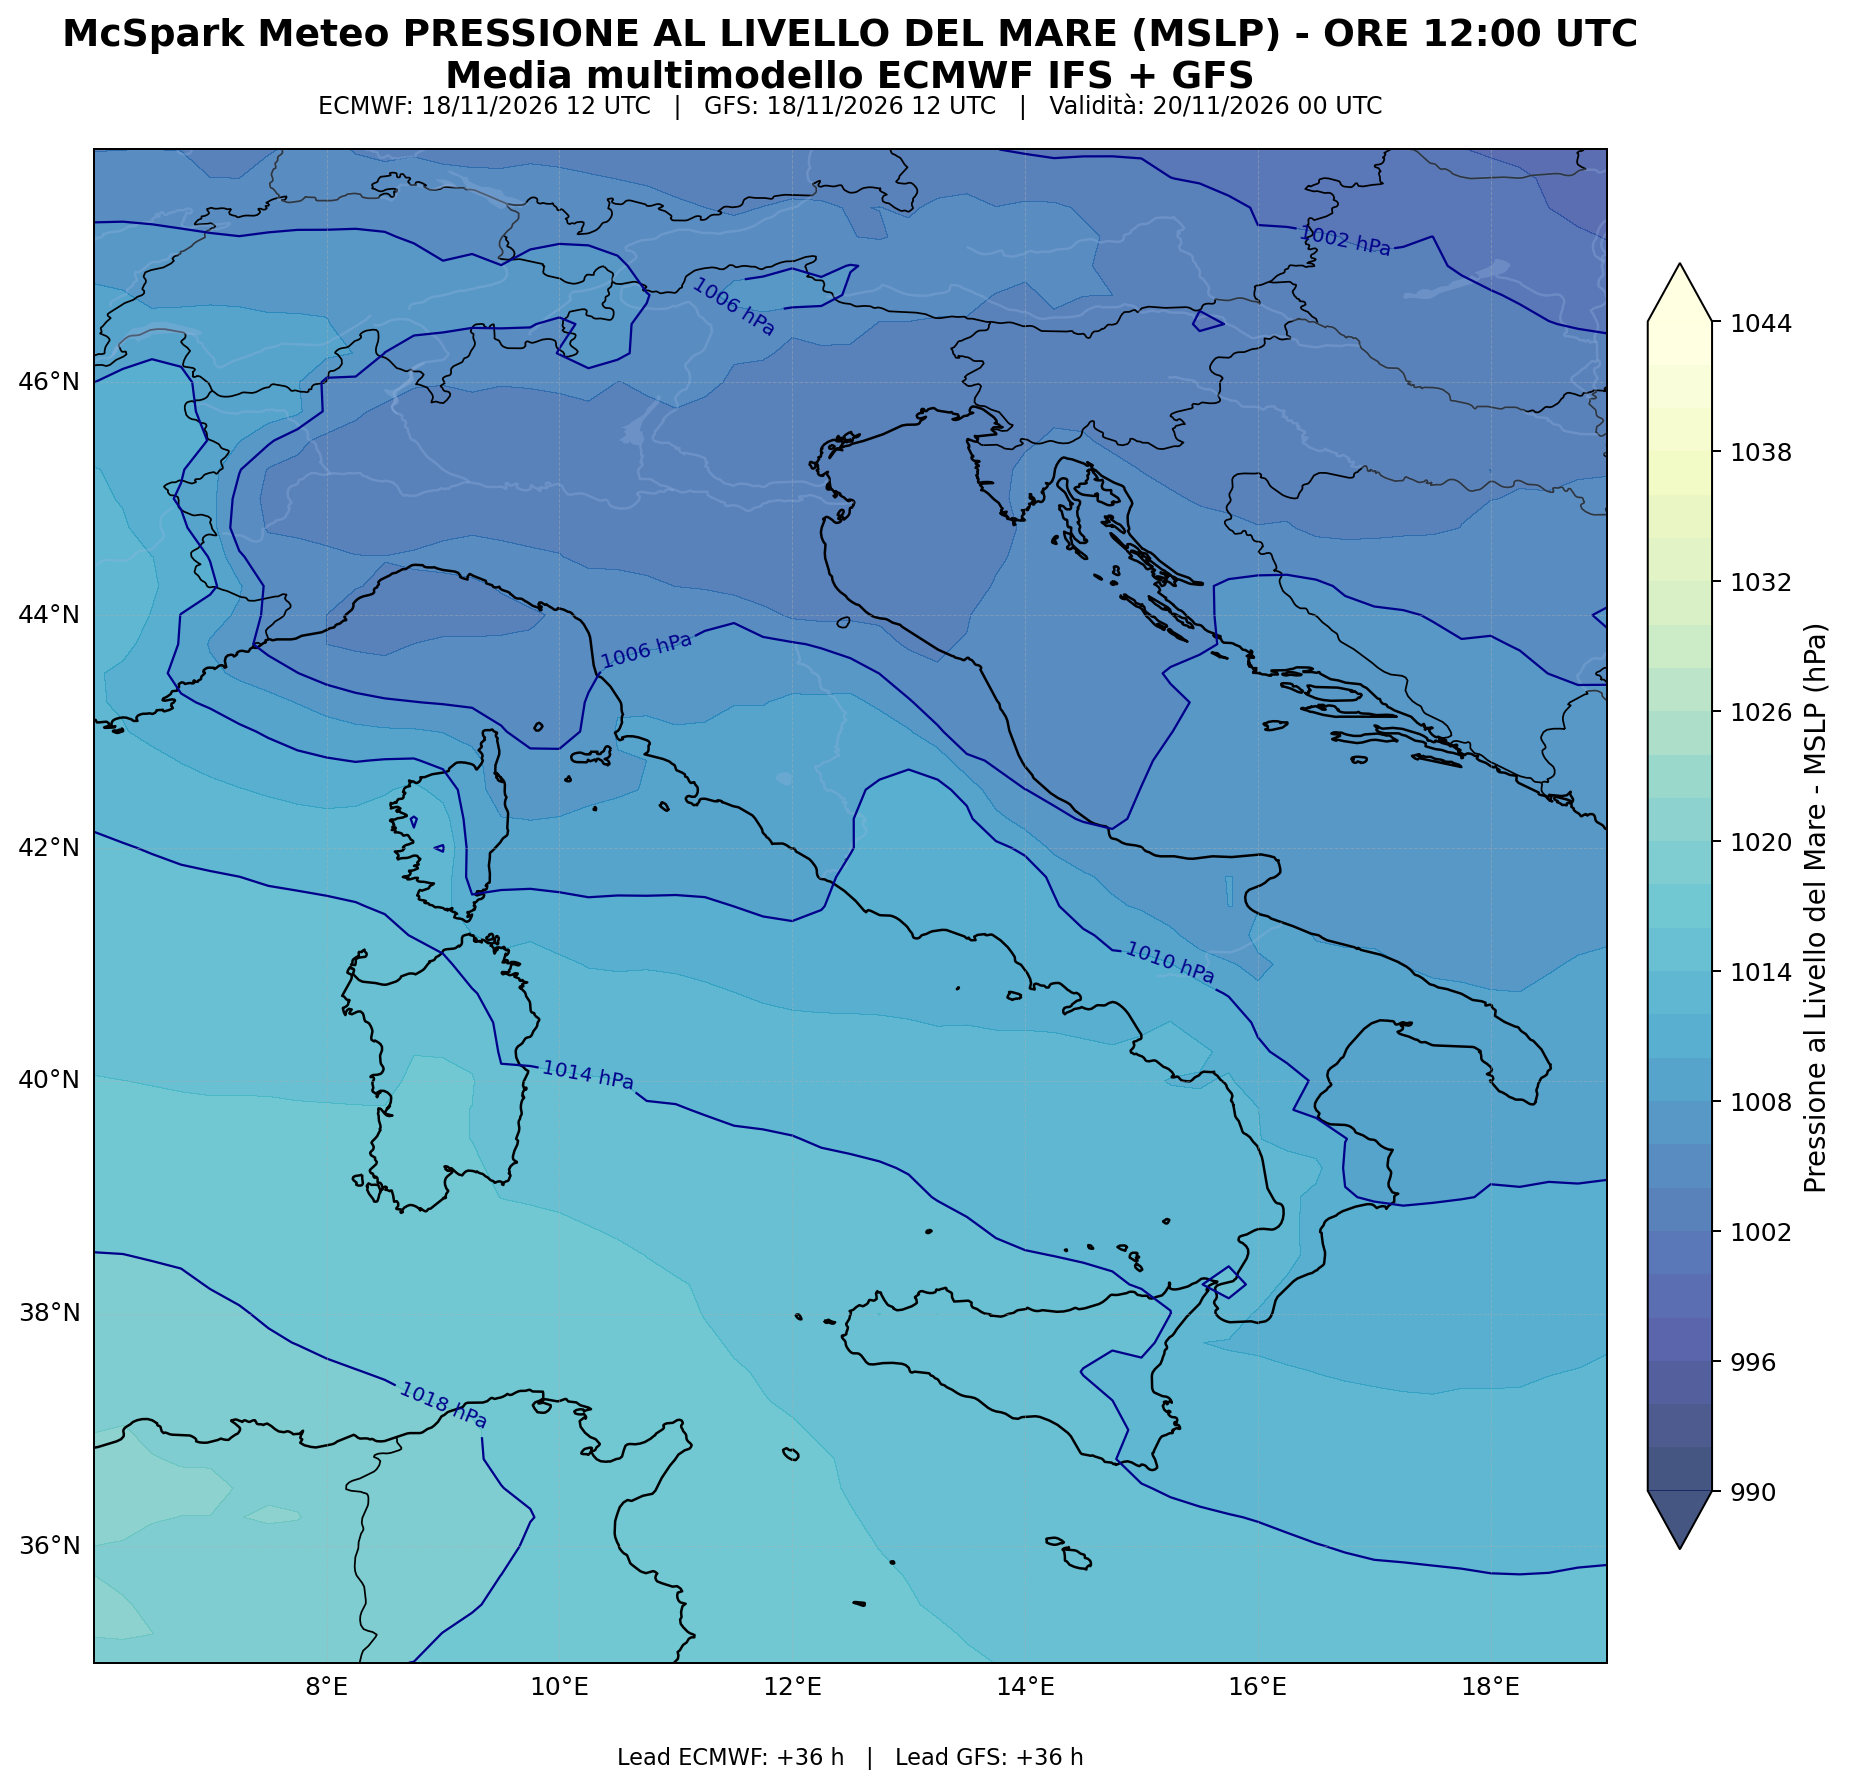 McSpark Meteo PRESSIONE AL LIVELLO DEL MARE (MSLP) - ORE 12:00 UTC
Media multimodello ECMWF IFS + GFS
ECMWF: 18/11/2026 12 UTC | GFS: 18/11/2026 12 UTC | Validità: 20/11/2026 00 UTC
1002 hPa
1006 hPa
1006 hPa
1010 hPa
1014 hPa
1018 hPa
46°N
44°N
42°N
40°N
38°N
36°N
8°E
10°E
12°E
14°E
16°E
18°E
1044
1038
1032
1026
1020
1014
1008
1002
996
990
Pressione al Livello del Mare - MSLP (hPa)
Lead ECMWF: +36 h | Lead GFS: +36 h